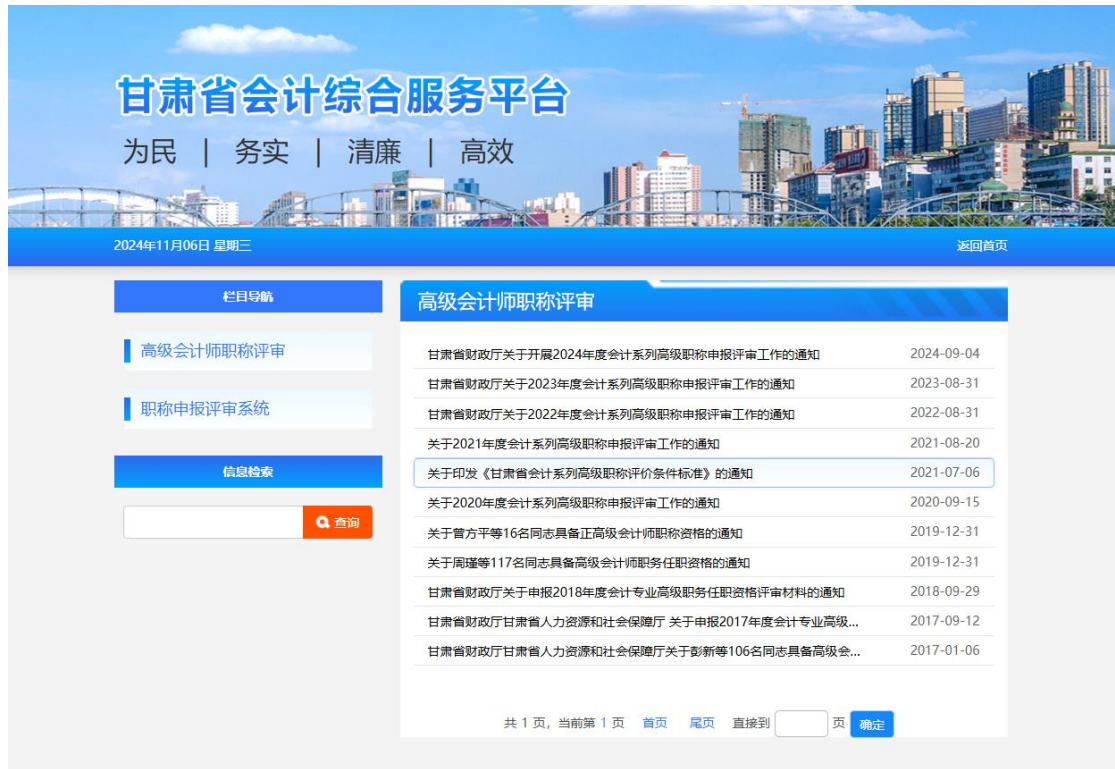 甘肃省会计综合服务平台
为民 | 务实 | 清廉 | 高效
2024年11月06日 星期三
返回首页
栏目导航
高级会计师职称评审
职称申报评审系统
信息检索
查询
高级会计师职称评审
甘肃省财政厅关于开展2024年度会计系列高级职称申报评审工作的通知 2024-09-04
甘肃省财政厅关于2023年度会计系列高级职称申报评审工作的通知 2023-08-31
甘肃省财政厅关于2022年度会计系列高级职称申报评审工作的通知 2022-08-31
关于2021年度会计系列高级职称申报评审工作的通知 2021-08-20
关于印发《甘肃省会计系列高级职称评价条件标准》的通知 2021-07-06
关于2020年度会计系列高级职称申报评审工作的通知 2020-09-15
关于曾方平等16名同志具备正高级会计师职称资格的通知 2019-12-31
关于周瑾等117名同志具备高级会计师职务任职资格的通知 2019-12-31
甘肃省财政厅关于申报2018年度会计专业高级职务任职资格评审材料的通知 2018-09-29
甘肃省财政厅甘肃省人力资源和社会保障厅 关于申报2017年度会计专业高级... 2017-09-12
甘肃省财政厅甘肃省人力资源和社会保障厅关于彭新等106名同志具备高级会... 2017-01-06
共 1 页, 当前第 1 页 首页 尾页 直接到 页 确定